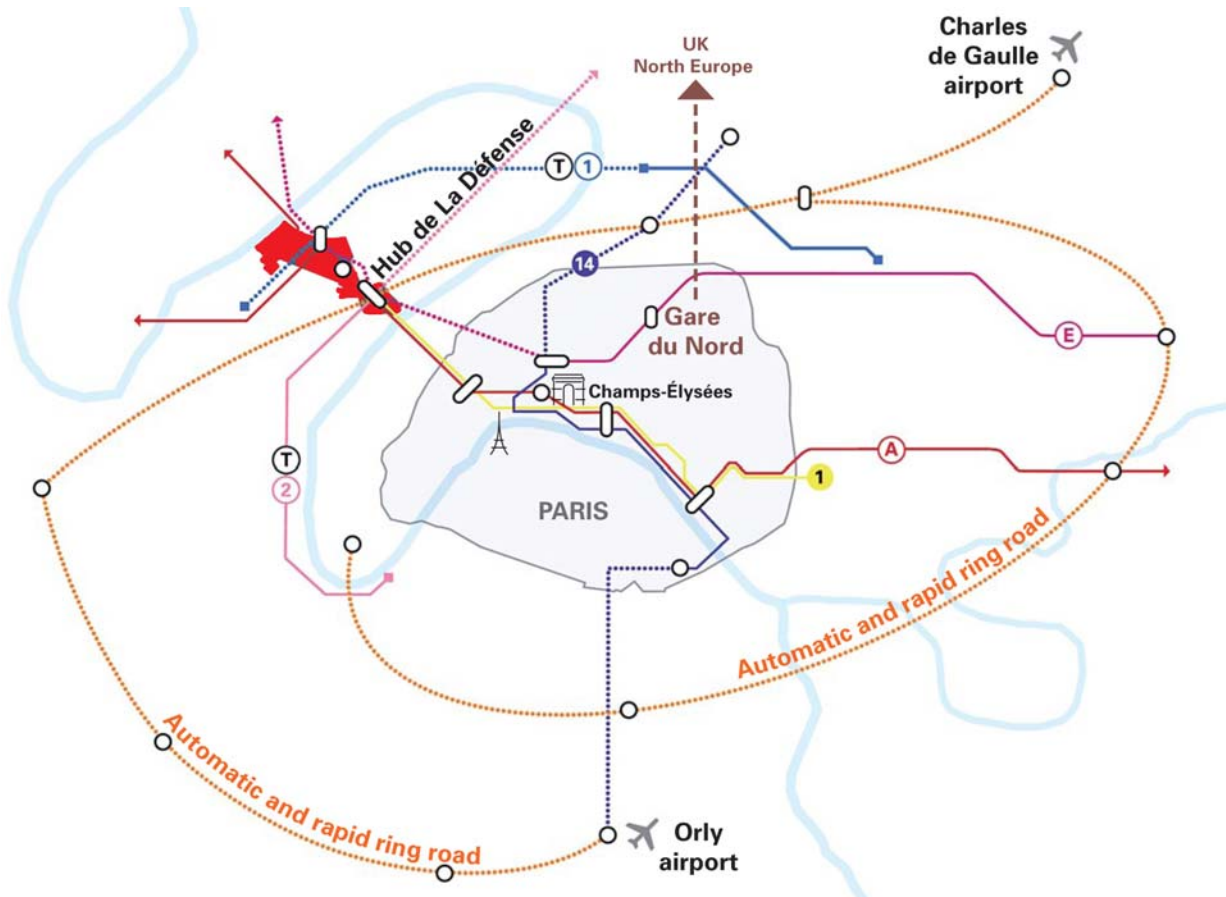 Charles
de Gaulle
airport
UK
North Europe
Hub de La Défense
T 1
14
Gare
du Nord
E
Champs-Élysées
A
1
T
2
PARIS
Automatic and rapid ring road
Automatic and rapid ring road
Orly
airport